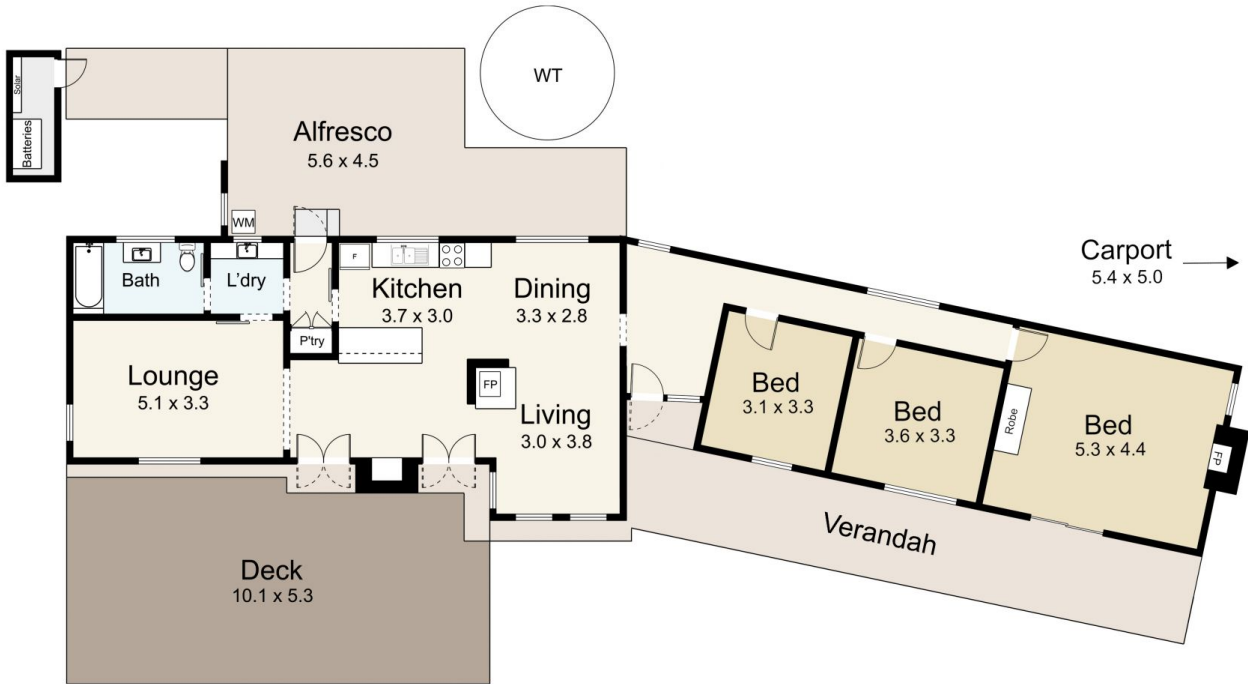 Solar
Batteries
WT
Alfresco
5.6 x 4.5
WM
Bath
L'dry
F
Kitchen
3.7 x 3.0
Dining
3.3 x 2.8
P'try
Lounge
5.1 x 3.3
FP
Living
3.0 x 3.8
Carport
5.4 x 5.0
Bed
3.1 x 3.3
Bed
3.6 x 3.3
Robe
Bed
5.3 x 4.4
FP
Verandah
Deck
10.1 x 5.3